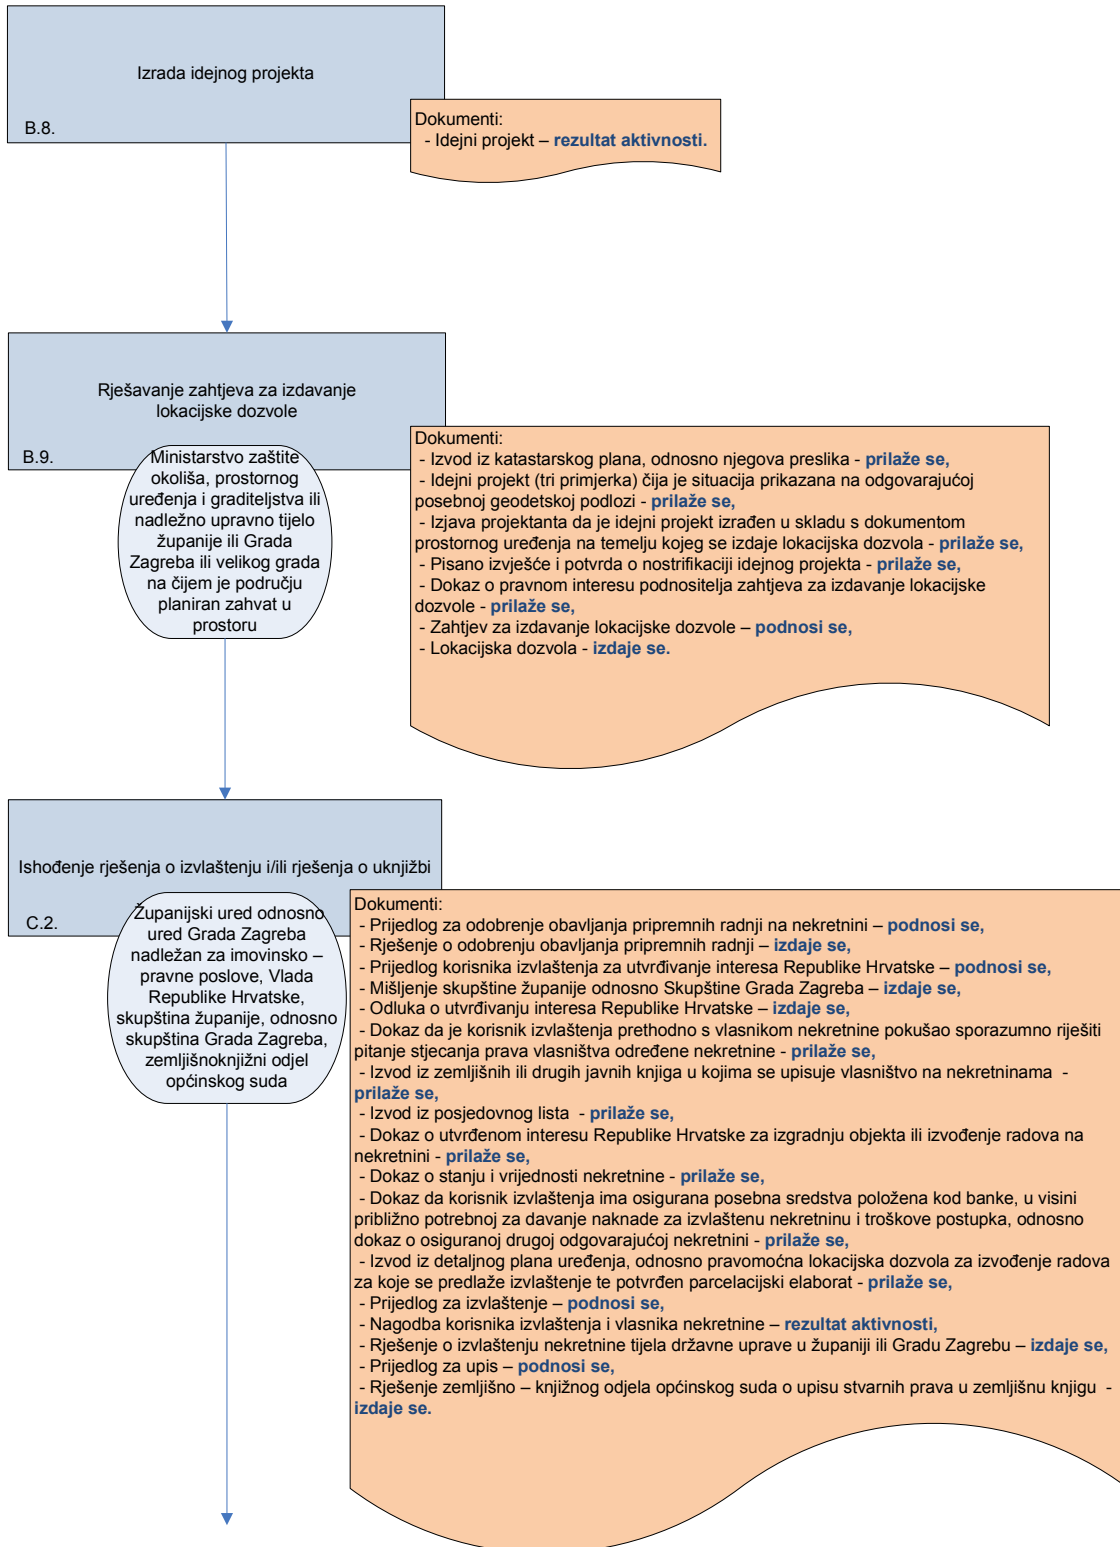 Izrada idejnog projekta
B.8.
Dokumenti:
- Idejni projekt – rezultat aktivnosti.
Rješavanje zahtjeva za izdavanje
lokacijske dozvole
B.9.
Ministarstvo zaštite
okoliša, prostornog
uređenja i graditeljstva ili
nadležno upravno tijelo
županije ili Grada
Zagreba ili velikog grada
na čijem je području
planiran zahvat u
prostoru
Dokumenti:
- Izvod iz katastarskog plana, odnosno njegova preslika - prilaže se,
- Idejni projekt (tri primjerka) čija je situacija prikazana na odgovarajućoj
posebnoj geodetskoj podlozi - prilaže se,
- Izjava projektanta da je idejni projekt izrađen u skladu s dokumentom
prostornog uređenja na temelju kojeg se izdaje lokacijska dozvola - prilaže se,
- Pisano izvješće i potvrda o nostrifikaciji idejnog projekta - prilaže se,
- Dokaz o pravnom interesu podnositelja zahtjeva za izdavanje lokacijske
dozvole - prilaže se,
- Zahtjev za izdavanje lokacijske dozvole – podnosi se,
- Lokacijska dozvola - izdaje se.
Ishođenje rješenja o izvlaštenju i/ili rješenja o uknjižbi
C.2.
Županijski ured odnosno
ured Grada Zagreba
nadležan za imovinsko –
pravne poslove, Vlada
Republike Hrvatske,
skupština županije, odnosno
skupština Grada Zagreba,
zemljišnoknjižni odjel
općinskog suda
Dokumenti:
- Prijedlog za odobrenje obavljanja pripremnih radnji na nekretnini – podnosi se,
- Rješenje o odobrenju obavljanja pripremnih radnji – izdaje se,
- Prijedlog korisnika izvlaštenja za utvrđivanje interesa Republike Hrvatske – podnosi se,
- Mišljenje skupštine županije odnosno Skupštine Grada Zagreba – izdaje se,
- Odluka o utvrđivanju interesa Republike Hrvatske – izdaje se,
- Dokaz da je korisnik izvlaštenja prethodno s vlasnikom nekretnine pokušao sporazumno riješiti
pitanje stjecanja prava vlasništva određene nekretnine - prilaže se,
- Izvod iz zemljišnih ili drugih javnih knjiga u kojima se upisuje vlasništvo na nekretninama -
prilaže se,
- Izvod iz posjedovnog lista - prilaže se,
- Dokaz o utvrđenom interesu Republike Hrvatske za izgradnju objekta ili izvođenje radova na
nekretnini - prilaže se,
- Dokaz o stanju i vrijednosti nekretnine - prilaže se,
- Dokaz da korisnik izvlaštenja ima osigurana posebna sredstva položena kod banke, u visini
približno potrebnoj za davanje naknade za izvlaštenu nekretninu i troškove postupka, odnosno
dokaz o osiguranoj drugoj odgovarajućoj nekretnini - prilaže se,
- Izvod iz detaljnog plana uređenja, odnosno pravomoćna lokacijska dozvola za izvođenje radova
za koje se predlaže izvlaštenje te potvrđen parcelacijski elaborat - prilaže se,
- Prijedlog za izvlaštenje – podnosi se,
- Nagodba korisnika izvlaštenja i vlasnika nekretnine – rezultat aktivnosti,
- Rješenje o izvlaštenju nekretnine tijela državne uprave u županiji ili Gradu Zagrebu – izdaje se,
- Prijedlog za upis – podnosi se,
- Rješenje zemljišno – knjižnog odjela općinskog suda o upisu stvarnih prava u zemljišnu knjigu -
izdaje se.